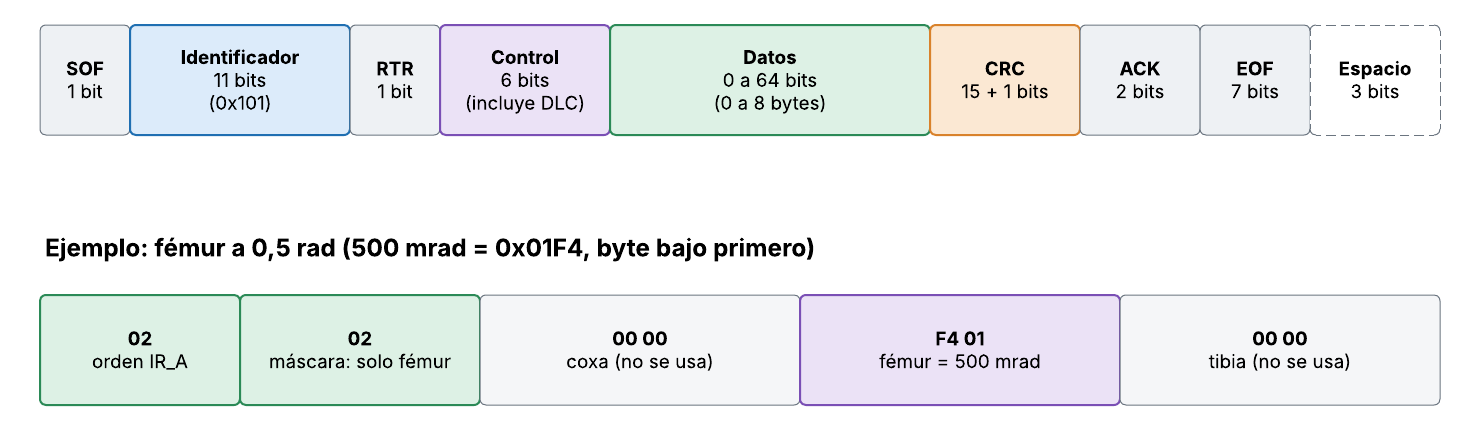 SOF
1 bit
Identificador
11 bits
(0x101)
RTR
1 bit
Control
6 bits
(incluye DLC)
Datos
0 a 64 bits
(0 a 8 bytes)
CRC
15 + 1 bits
ACK
2 bits
EOF
7 bits
Espacio
3 bits
Ejemplo: fémur a 0,5 rad (500 mrad = 0x01F4, byte bajo primero)
02
orden IR_A
02
máscara: solo fémur
00 00
coxa (no se usa)
F4 01
fémur = 500 mrad
00 00
tibia (no se usa)